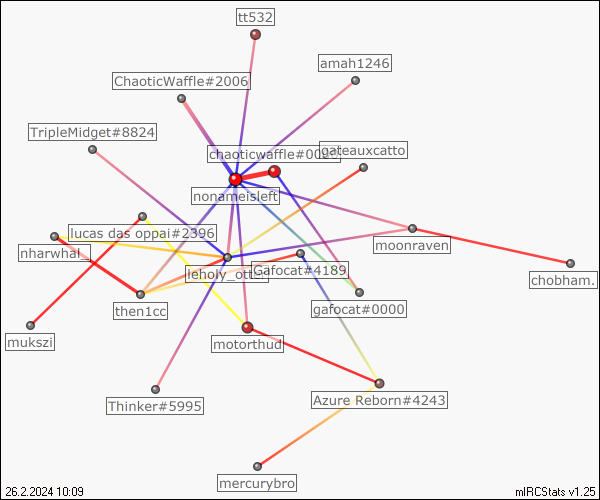 tt532
amah1246
ChaoticWaffle#2006
TripleMidget#8824
chaoticwaffle#00
gateauxcatto
nonameisleft
lucas das oppai#2396
moonraven
nharwhal_
leholy_otter
Gafocat#4189
chobham.
then1cc
gafocat#0000
mukszi
motorthud
Thinker#5995
Azure Reborn#4243
mercurybro
26.2.2024 10:09
mIRCStats v1.25